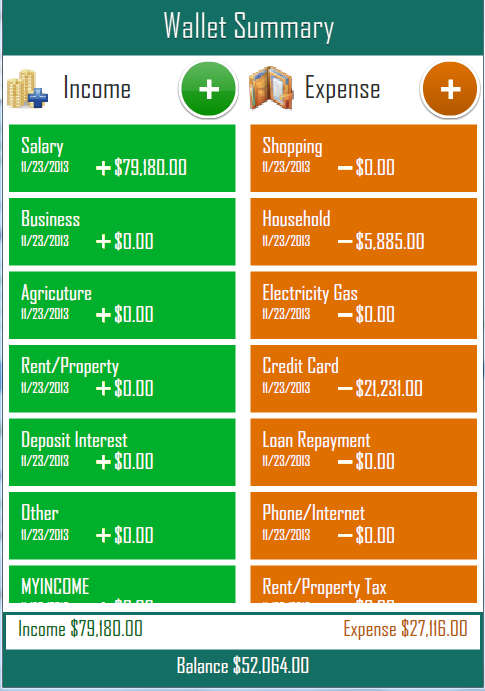 Wallet Summary
Income
Expense
Salary
11/23/2013 +$79,180.00
Business
11/23/2013 +$0.00
Agricuture
11/23/2013 +$0.00
Rent/Property
11/23/2013 +$0.00
Deposit Interest
11/23/2013 +$0.00
Other
11/23/2013 +$0.00
MYINCOME
Shopping
11/23/2013 −$0.00
Household
11/23/2013 −$5,885.00
Electricity Gas
11/23/2013 −$0.00
Credit Card
11/23/2013 −$21,231.00
Loan Repayment
11/23/2013 −$0.00
Phone/Internet
11/23/2013 −$0.00
Rent/Property Tax
Income $79,180.00
Expense $27,116.00
Balance $52,064.00